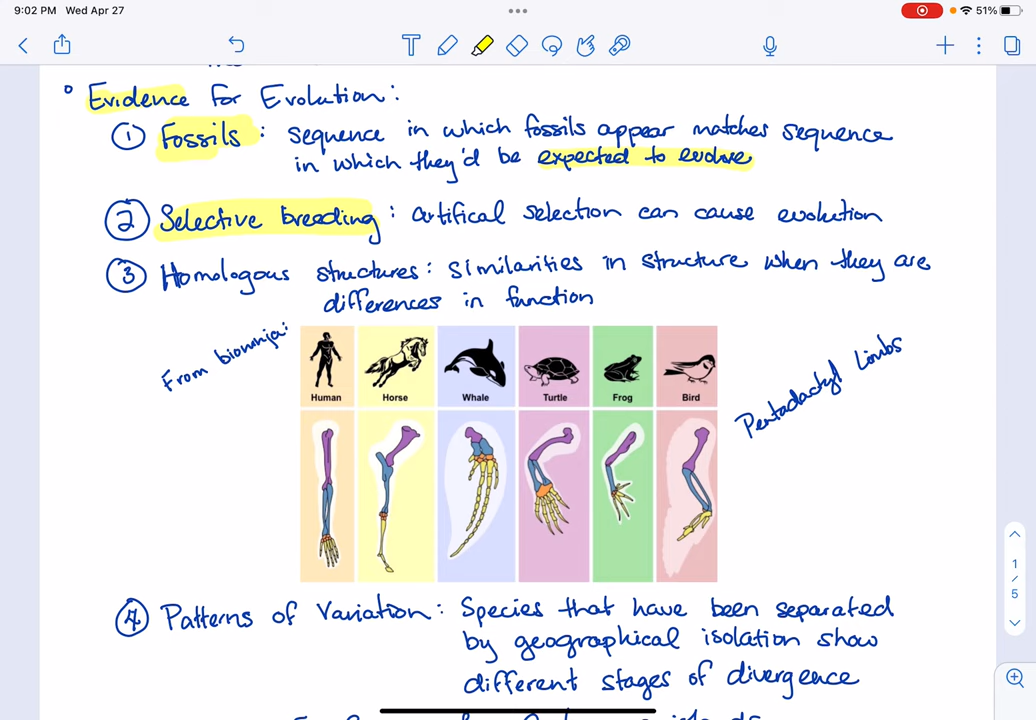 9:02 PM Wed Apr 27
51%
Evidence for Evolution:
① Fossils: sequence in which fossils appear matches sequence
in which they'd be expected to evolve
② Selective breeding: artifical selection can cause evolution
③ Homologous structures: similarities in structure when they are
differences in function
From bioninja:
Human Horse Whale Turtle Frog Bird
Pentadactyl Limbs
④ Patterns of Variation: Species that have been separated
by geographical isolation show
different stages of divergence
1
/
5